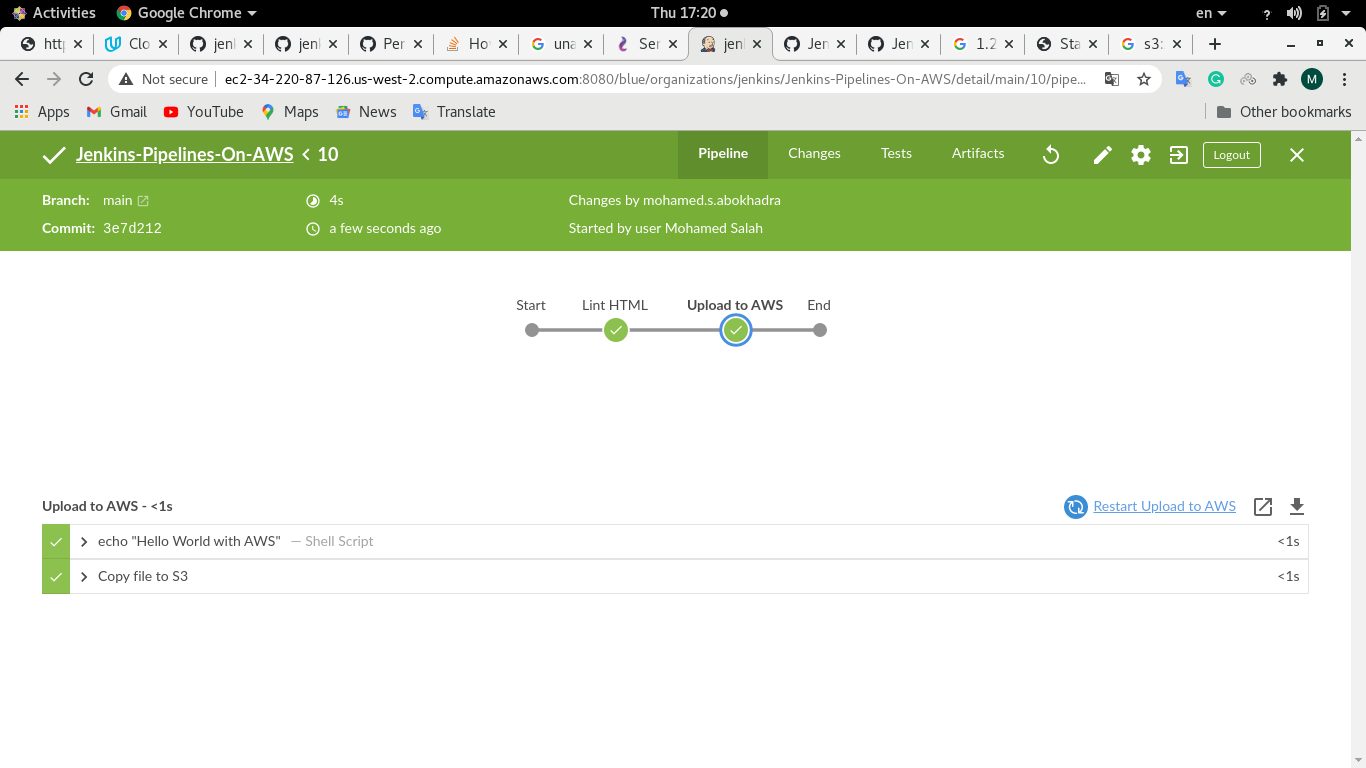 Activities Google Chrome Thu 17:20 en ?
http Clo jenk jenk Per Ho una Ser jenk Jen Jen 1.2 Sta s3:
Not secure ec2-34-220-87-126.us-west-2.compute.amazonaws.com:8080/blue/organizations/jenkins/Jenkins-Pipelines-On-AWS/detail/main/10/pipe... M
Apps Gmail YouTube Maps News Translate Other bookmarks
Jenkins-Pipelines-On-AWS < 10 Pipeline Changes Tests Artifacts Logout
Branch: main 4s Changes by mohamed.s.abokhadra
Commit: 3e7d212 a few seconds ago Started by user Mohamed Salah
Start Lint HTML Upload to AWS End
Upload to AWS - <1s Restart Upload to AWS
echo "Hello World with AWS" — Shell Script <1s
Copy file to S3 <1s